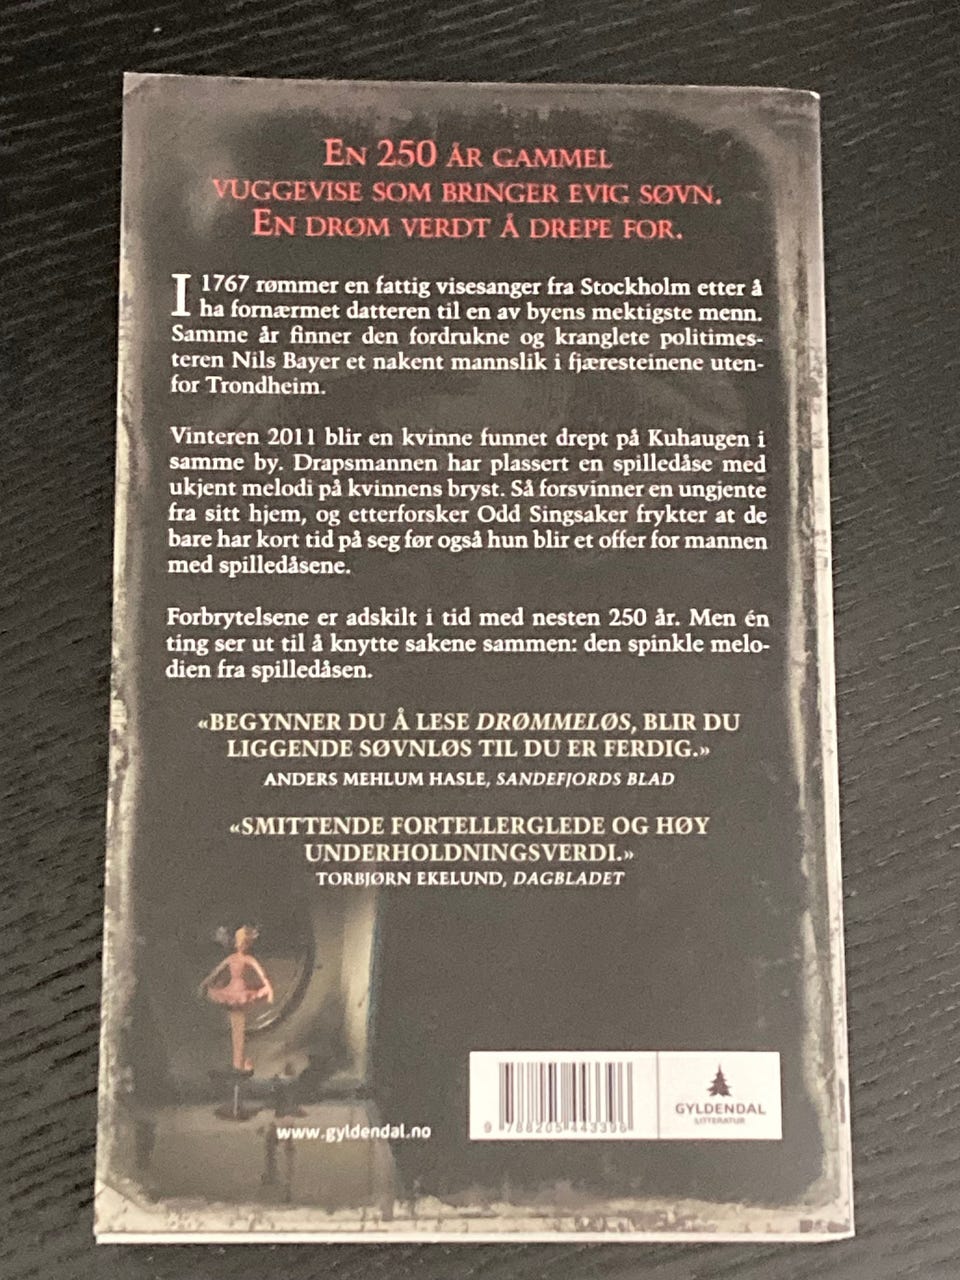 EN 250 ÅR GAMMEL
VUGGEVISE SOM BRINGER EVIG SØVN.
EN DRØM VERDT Å DREPE FOR.
I 1767 rømmer en fattig visesanger fra Stockholm etter å
ha fornærmet datteren til en av byens mektigste menn.
Samme år finner den fordrukne og kranglete politimes-
teren Nils Bayer et nakent mannslik i fjæresteinene uten-
for Trondheim.
Vinteren 2011 blir en kvinne funnet drept på Kuhaugen i
samme by. Drapsmannen har plassert en spilledåse med
ukjent melodi på kvinnens bryst. Så forsvinner en ungjente
fra sitt hjem, og etterforsker Odd Singsaker frykter at de
bare har kort tid på seg før også hun blir et offer for mannen
med spilledåsene.
Forbrytelsene er adskilt i tid med nesten 250 år. Men én
ting ser ut til å knytte sakene sammen: den spinkle melo-
dien fra spilledåsen.
«BEGYNNER DU Å LESE DRØMMELØS, BLIR DU
LIGGENDE SØVNLØS TIL DU ER FERDIG.»
ANDERS MEHLUM HASLE, SANDEFJORDS BLAD
«SMITTENDE FORTELLERGLEDE OG HØY
UNDERHOLDNINGSVERDI.»
TORBJØRN EKELUND, DAGBLADET
www.gyldendal.no
9 788205 443396
GYLDENDAL
LITTERATUR